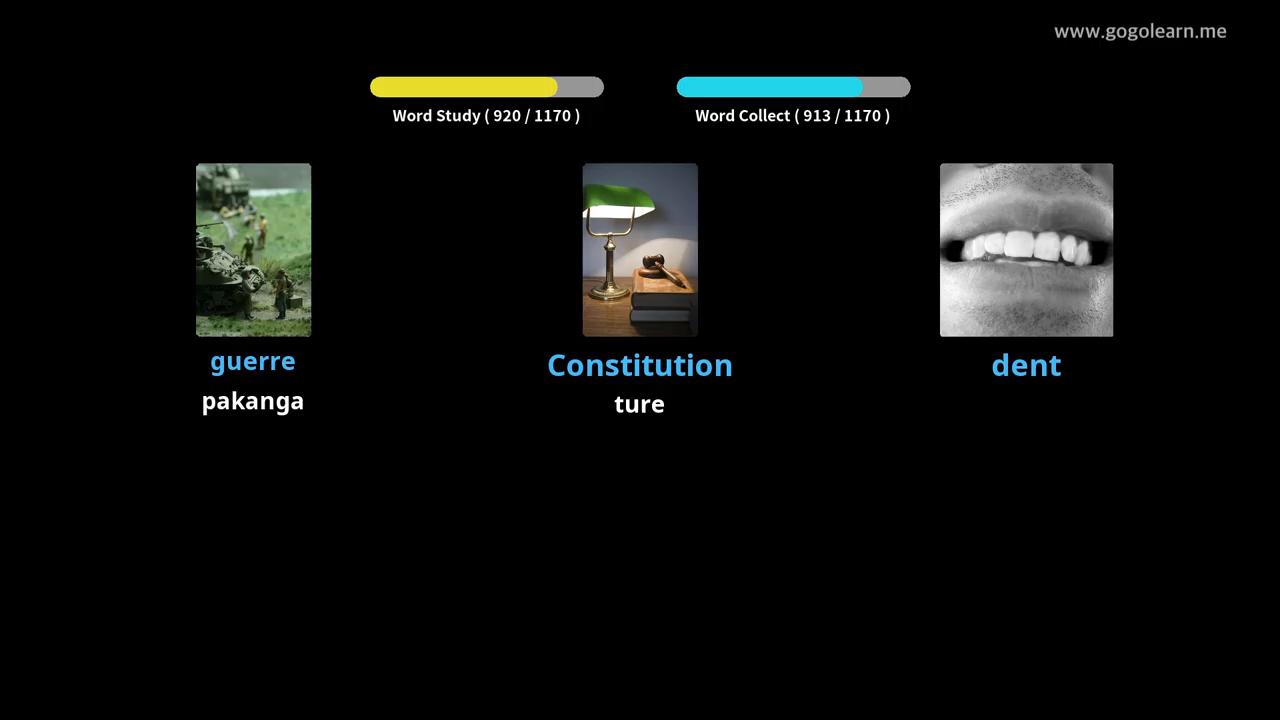 www.gogolearn.me
Word Study ( 920 / 1170 )
Word Collect ( 913 / 1170 )
guerre
pakanga
Constitution
ture
dent